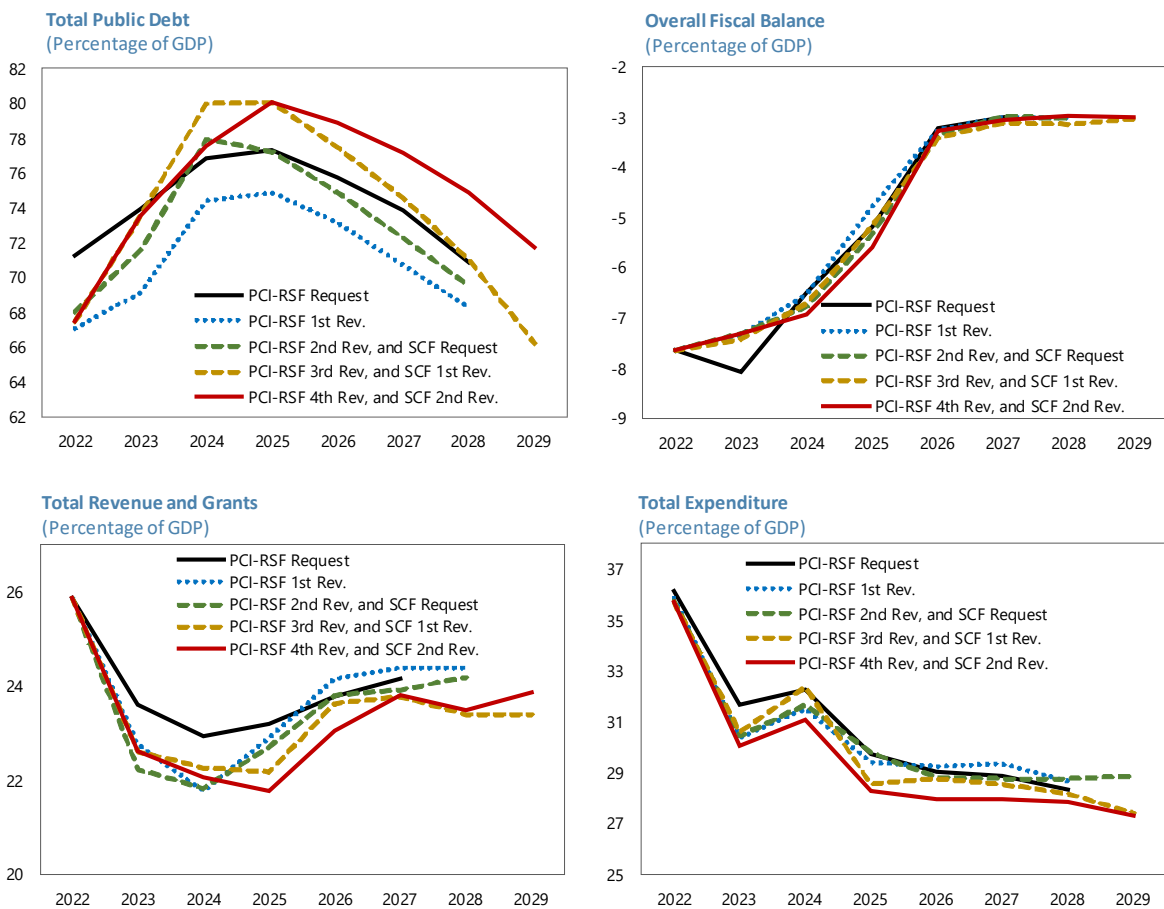 Total Public Debt
(Percentage of GDP)
82
80
78
76
74
72
70
68
66
64
62
2022 2023 2024 2025 2026 2027 2028 2029
PCI-RSF Request
PCI-RSF 1st Rev.
PCI-RSF 2nd Rev, and SCF Request
PCI-RSF 3rd Rev, and SCF 1st Rev.
PCI-RSF 4th Rev, and SCF 2nd Rev.
Overall Fiscal Balance
(Percentage of GDP)
-2
-3
-4
-5
-6
-7
-8
-9
2022 2023 2024 2025 2026 2027 2028 2029
PCI-RSF Request
PCI-RSF 1st Rev.
PCI-RSF 2nd Rev, and SCF Request
PCI-RSF 3rd Rev, and SCF 1st Rev.
PCI-RSF 4th Rev, and SCF 2nd Rev.
Total Revenue and Grants
(Percentage of GDP)
26
24
22
20
2022 2023 2024 2025 2026 2027 2028 2029
PCI-RSF Request
PCI-RSF 1st Rev.
PCI-RSF 2nd Rev, and SCF Request
PCI-RSF 3rd Rev, and SCF 1st Rev.
PCI-RSF 4th Rev, and SCF 2nd Rev.
Total Expenditure
(Percentage of GDP)
37
35
33
31
29
27
25
2022 2023 2024 2025 2026 2027 2028 2029
PCI-RSF Request
PCI-RSF 1st Rev.
PCI-RSF 2nd Rev, and SCF Request
PCI-RSF 3rd Rev, and SCF 1st Rev.
PCI-RSF 4th Rev, and SCF 2nd Rev.